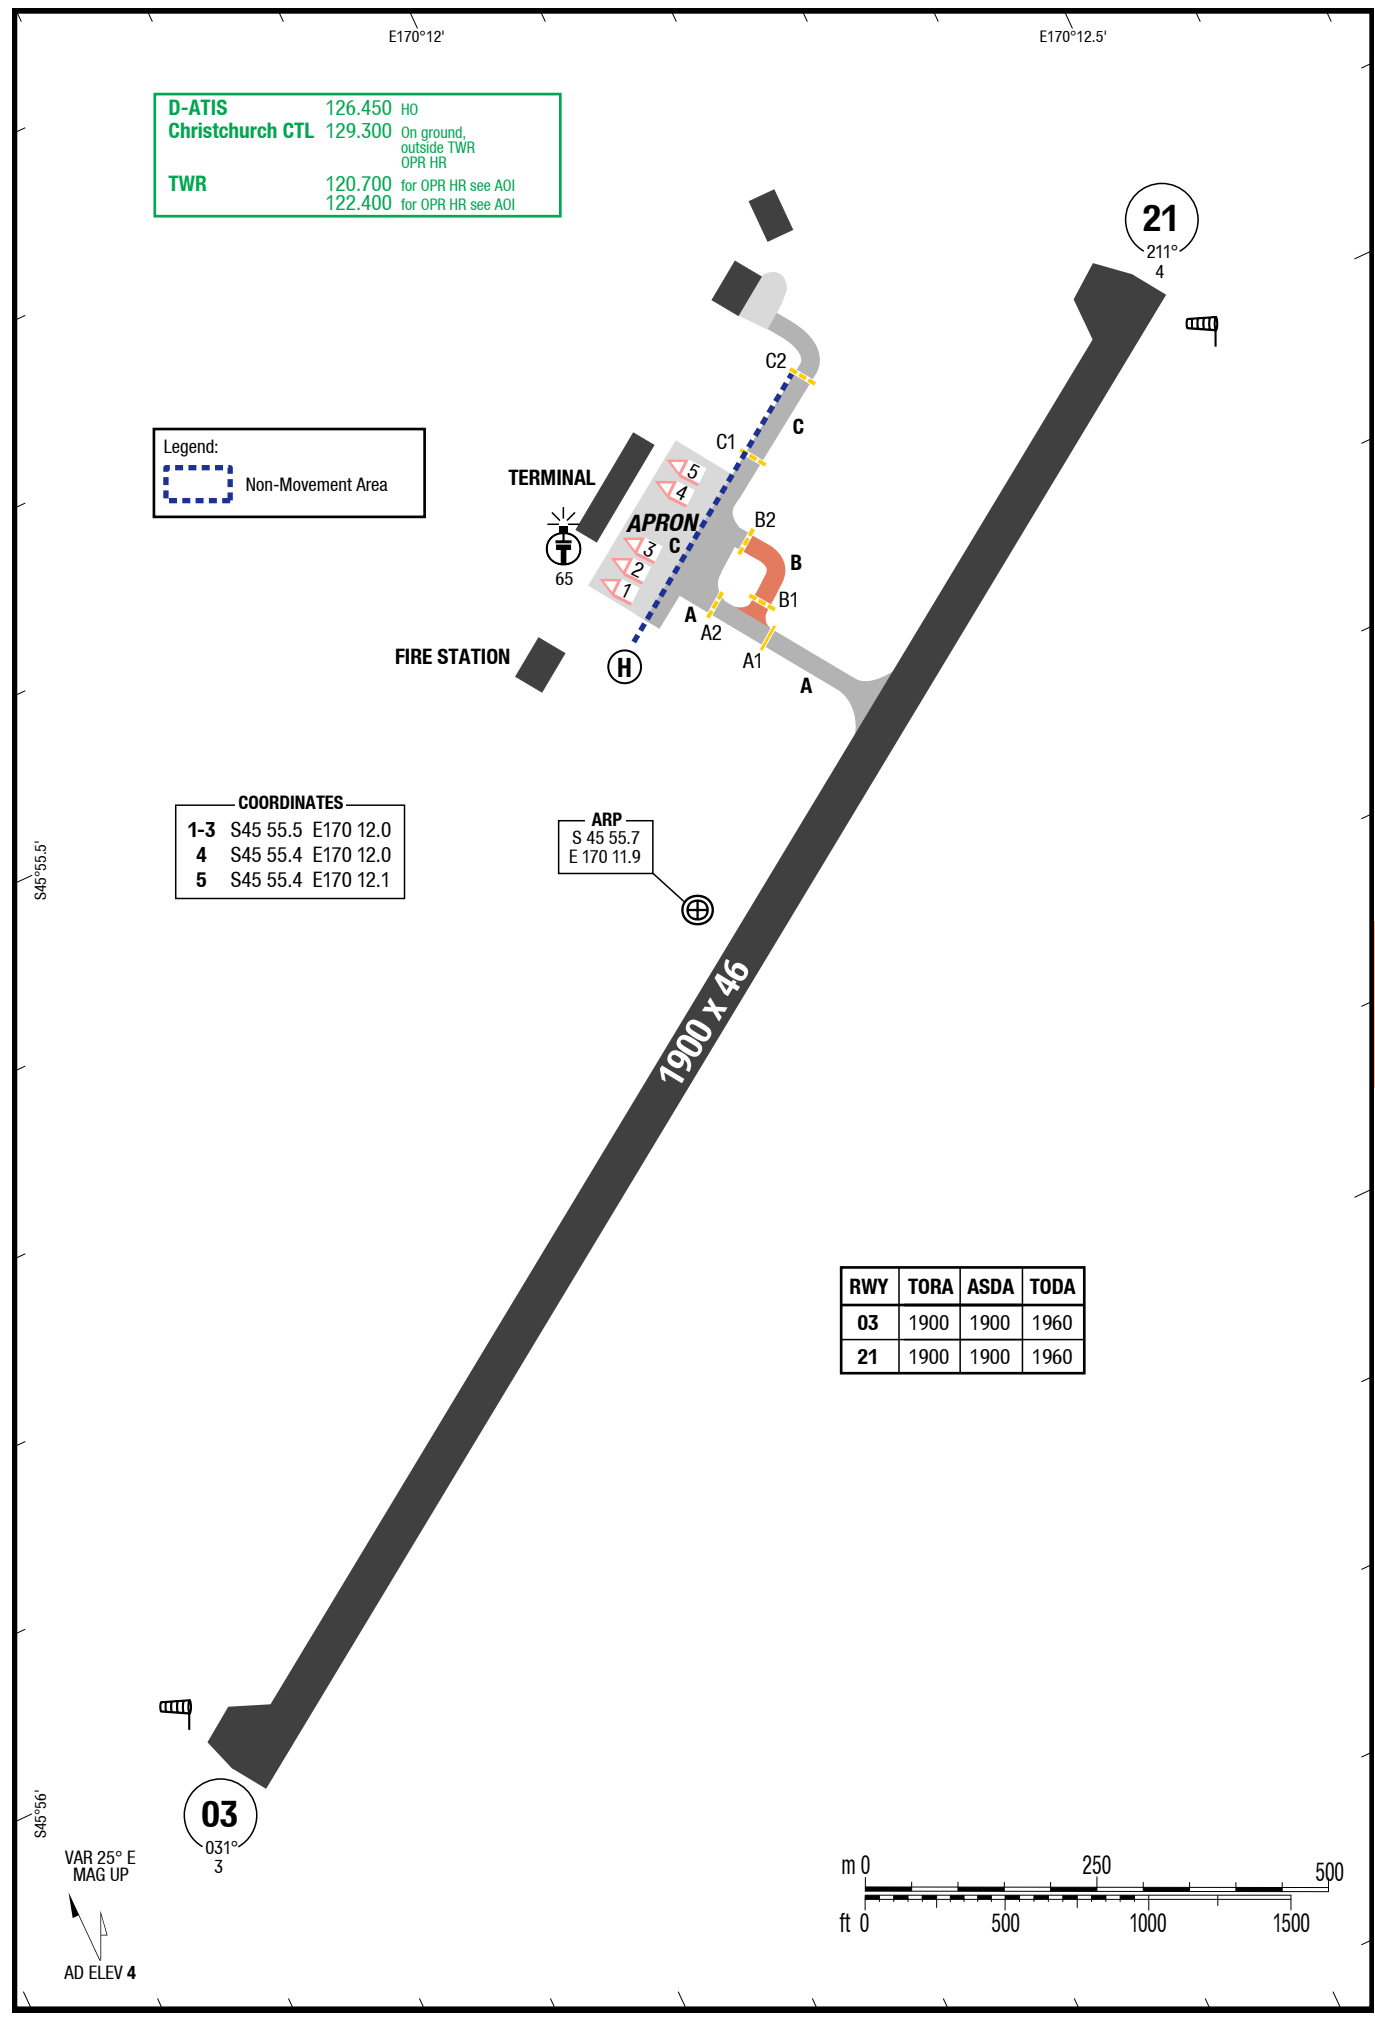 E170°12'
E170°12.5'
D-ATIS 126.450 HO
Christchurch CTL 129.300 On ground,
outside TWR
OPR HR
TWR 120.700 for OPR HR see AOI
122.400 for OPR HR see AOI
21
211°
4
C2
C
C1
Legend:
Non-Movement Area
TERMINAL
5
4
APRON
C
3
2
1
65
B2
B
B1
A
A2
A1
A
FIRE STATION
H
COORDINATES
1-3 S45 55.5 E170 12.0
4 S45 55.4 E170 12.0
5 S45 55.4 E170 12.1
ARP
S 45 55.7
E 170 11.9
S45°55.5'
1900 x 46
RWY TORA ASDA TODA
03 1900 1900 1960
21 1900 1900 1960
S45°56'
03
031°
3
VAR 25° E
MAG UP
AD ELEV 4
m 0 250 500
ft 0 500 1000 1500